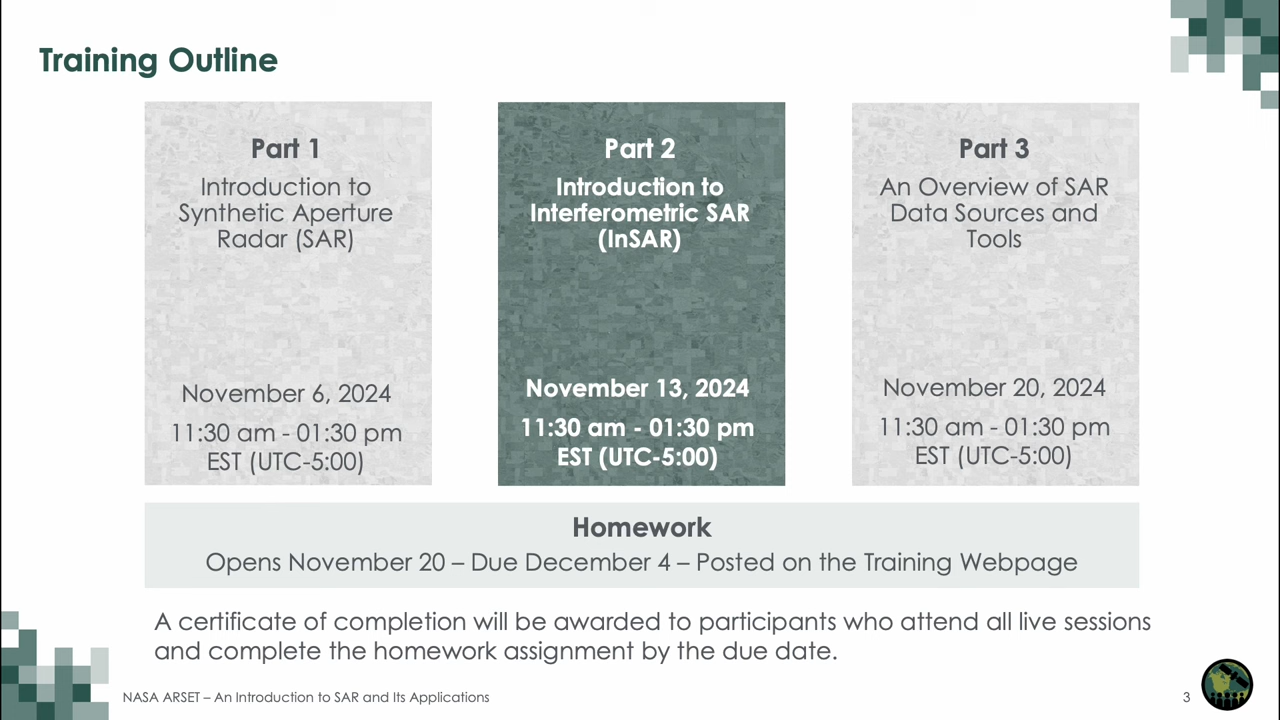 Training Outline
Part 1
Introduction to
Synthetic Aperture
Radar (SAR)
November 6, 2024
11:30 am - 01:30 pm
EST (UTC-5:00)
Part 2
Introduction to
Interferometric SAR
(InSAR)
November 13, 2024
11:30 am - 01:30 pm
EST (UTC-5:00)
Part 3
An Overview of SAR
Data Sources and
Tools
November 20, 2024
11:30 am - 01:30 pm
EST (UTC-5:00)
Homework
Opens November 20 – Due December 4 – Posted on the Training Webpage
A certificate of completion will be awarded to participants who attend all live sessions
and complete the homework assignment by the due date.
NASA ARSET – An Introduction to SAR and Its Applications
3